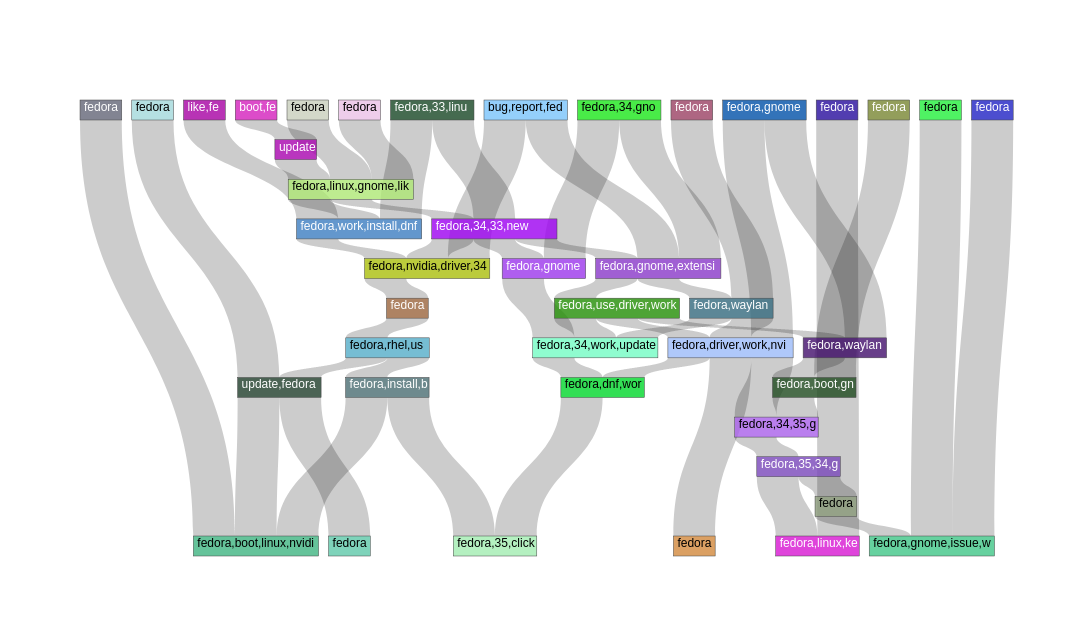 fedora
fedora
like,fe
boot,fe
fedora
fedora
fedora,33,linu
bug,report,fed
fedora,34,gno
fedora
fedora,gnome
fedora
fedora
fedora
fedora
update
fedora,linux,gnome,lik
fedora,work,install,dnf
fedora,34,33,new
fedora,nvidia,driver,34
fedora,gnome
fedora,gnome,extensi
fedora
fedora,use,driver,work
fedora,waylan
fedora,rhel,us
fedora,34,work,update
fedora,driver,work,nvi
fedora,waylan
update,fedora
fedora,install,b
fedora,dnf,wor
fedora,boot,gn
fedora,34,35,g
fedora,35,34,g
fedora
fedora,boot,linux,nvidi
fedora
fedora,35,click
fedora
fedora,linux,ke
fedora,gnome,issue,w